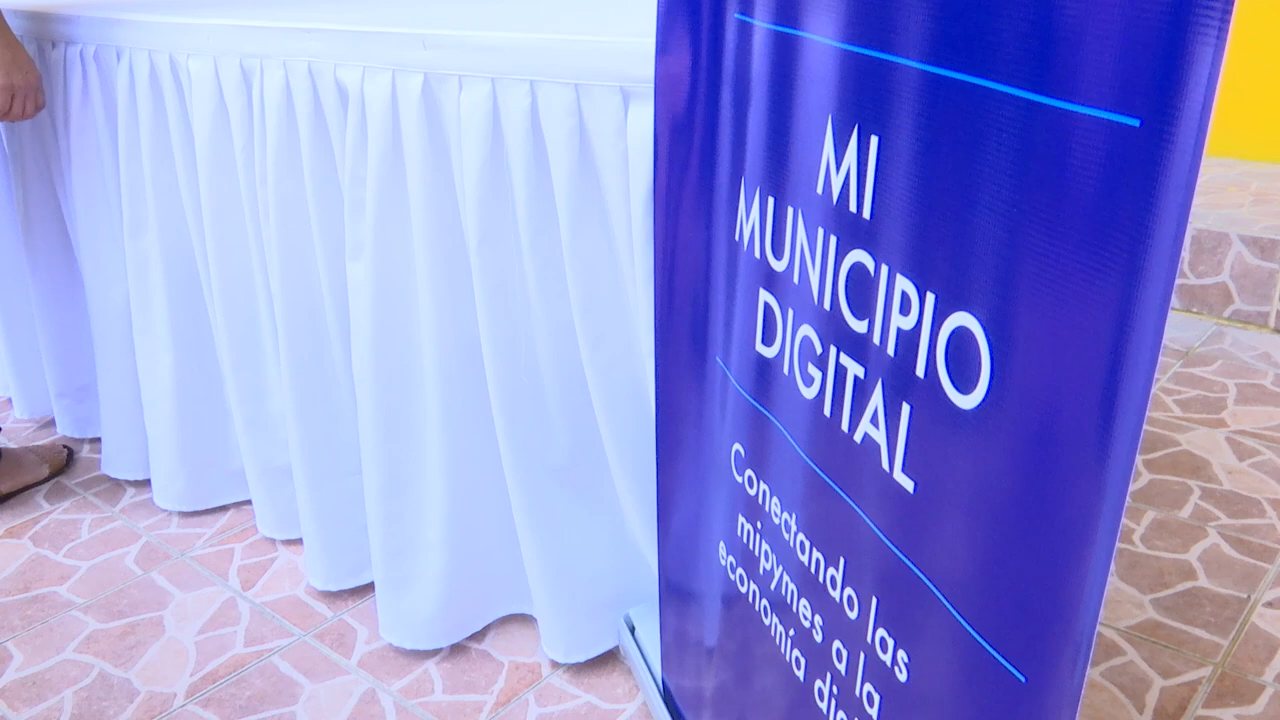 MI
MUNICIPIO
DIGITAL
Conectando las
mipymes a la
economía